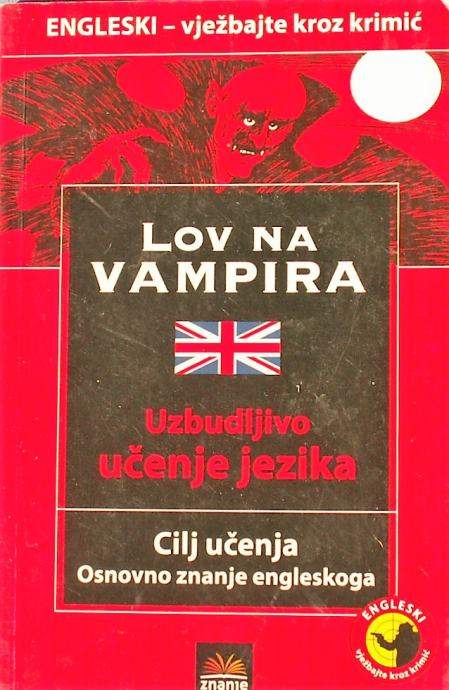 ENGLESKI – vježbajte kroz krimić
LOV NA
VAMPIRA
Uzbudljivo
učenje jezika
Cilj učenja
Osnovno znanje engleskoga
ENGLESKI
vježbajte kroz krimić
znanje